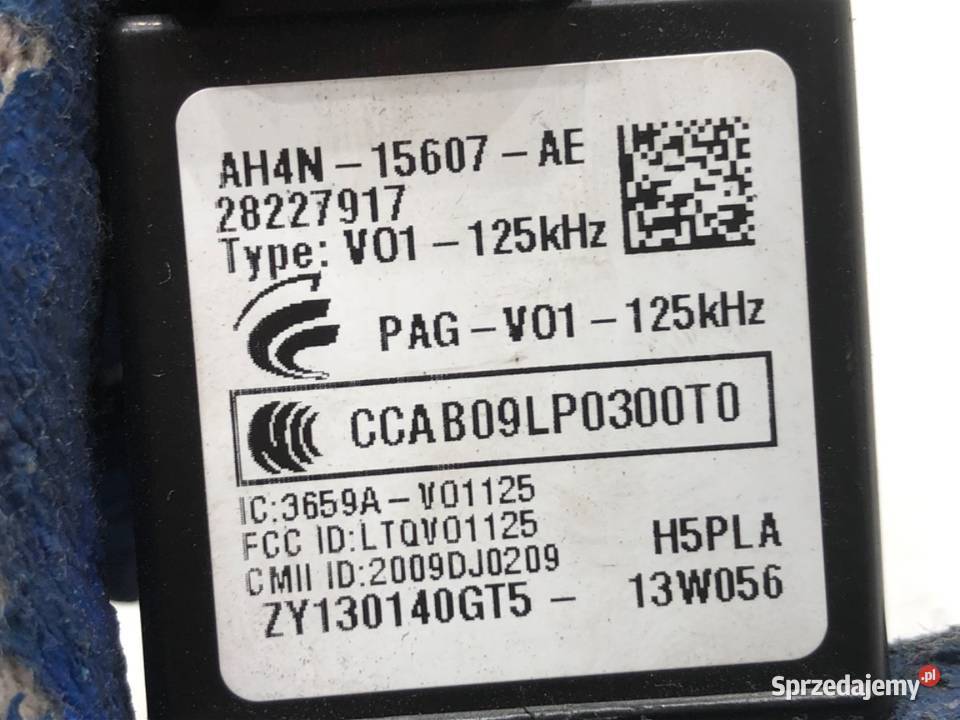 AH4N - 15607 - AE
28227917
Type: V01 - 125kHz
PAG - V01 - 125kHz
CCAB09LP0300T0
IC:3659A - V01125
FCC ID:LTQV01125
CMII ID:2009DJ0209
H5PLA
ZY130140GT5 - 13W056
Sprzedajemy.pl